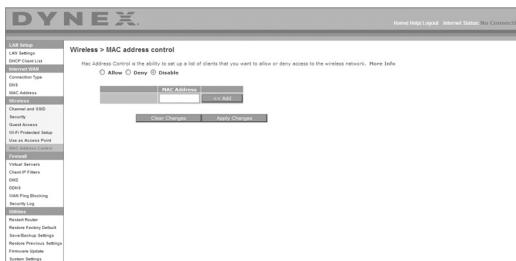 DYNEX
Home Help Logout Internet Status: No Connecti
LAN Setup
LAN Settings
DHCP Client List
Internet WAN
Connection Type
DNS
MAC Address
Wireless
Channel and SSID
Security
Guest Access
Wi-Fi Protected Setup
Use as Access Point
MAC Address Control
Firewall
Virtual Servers
Client IP Filters
DMZ
DDNS
WAN Ping Blocking
Security Log
Utilities
Restart Router
Restore Factory Default
Save/Backup Settings
Restore Previous Settings
Firmware Update
System Settings
Wireless > MAC address control
Mac Address Control is the ability to set up a list of clients that you want to allow or deny access to the wireless network. More Info
Allow Deny Disable
MAC Address
<< Add
Clear Changes Apply Changes